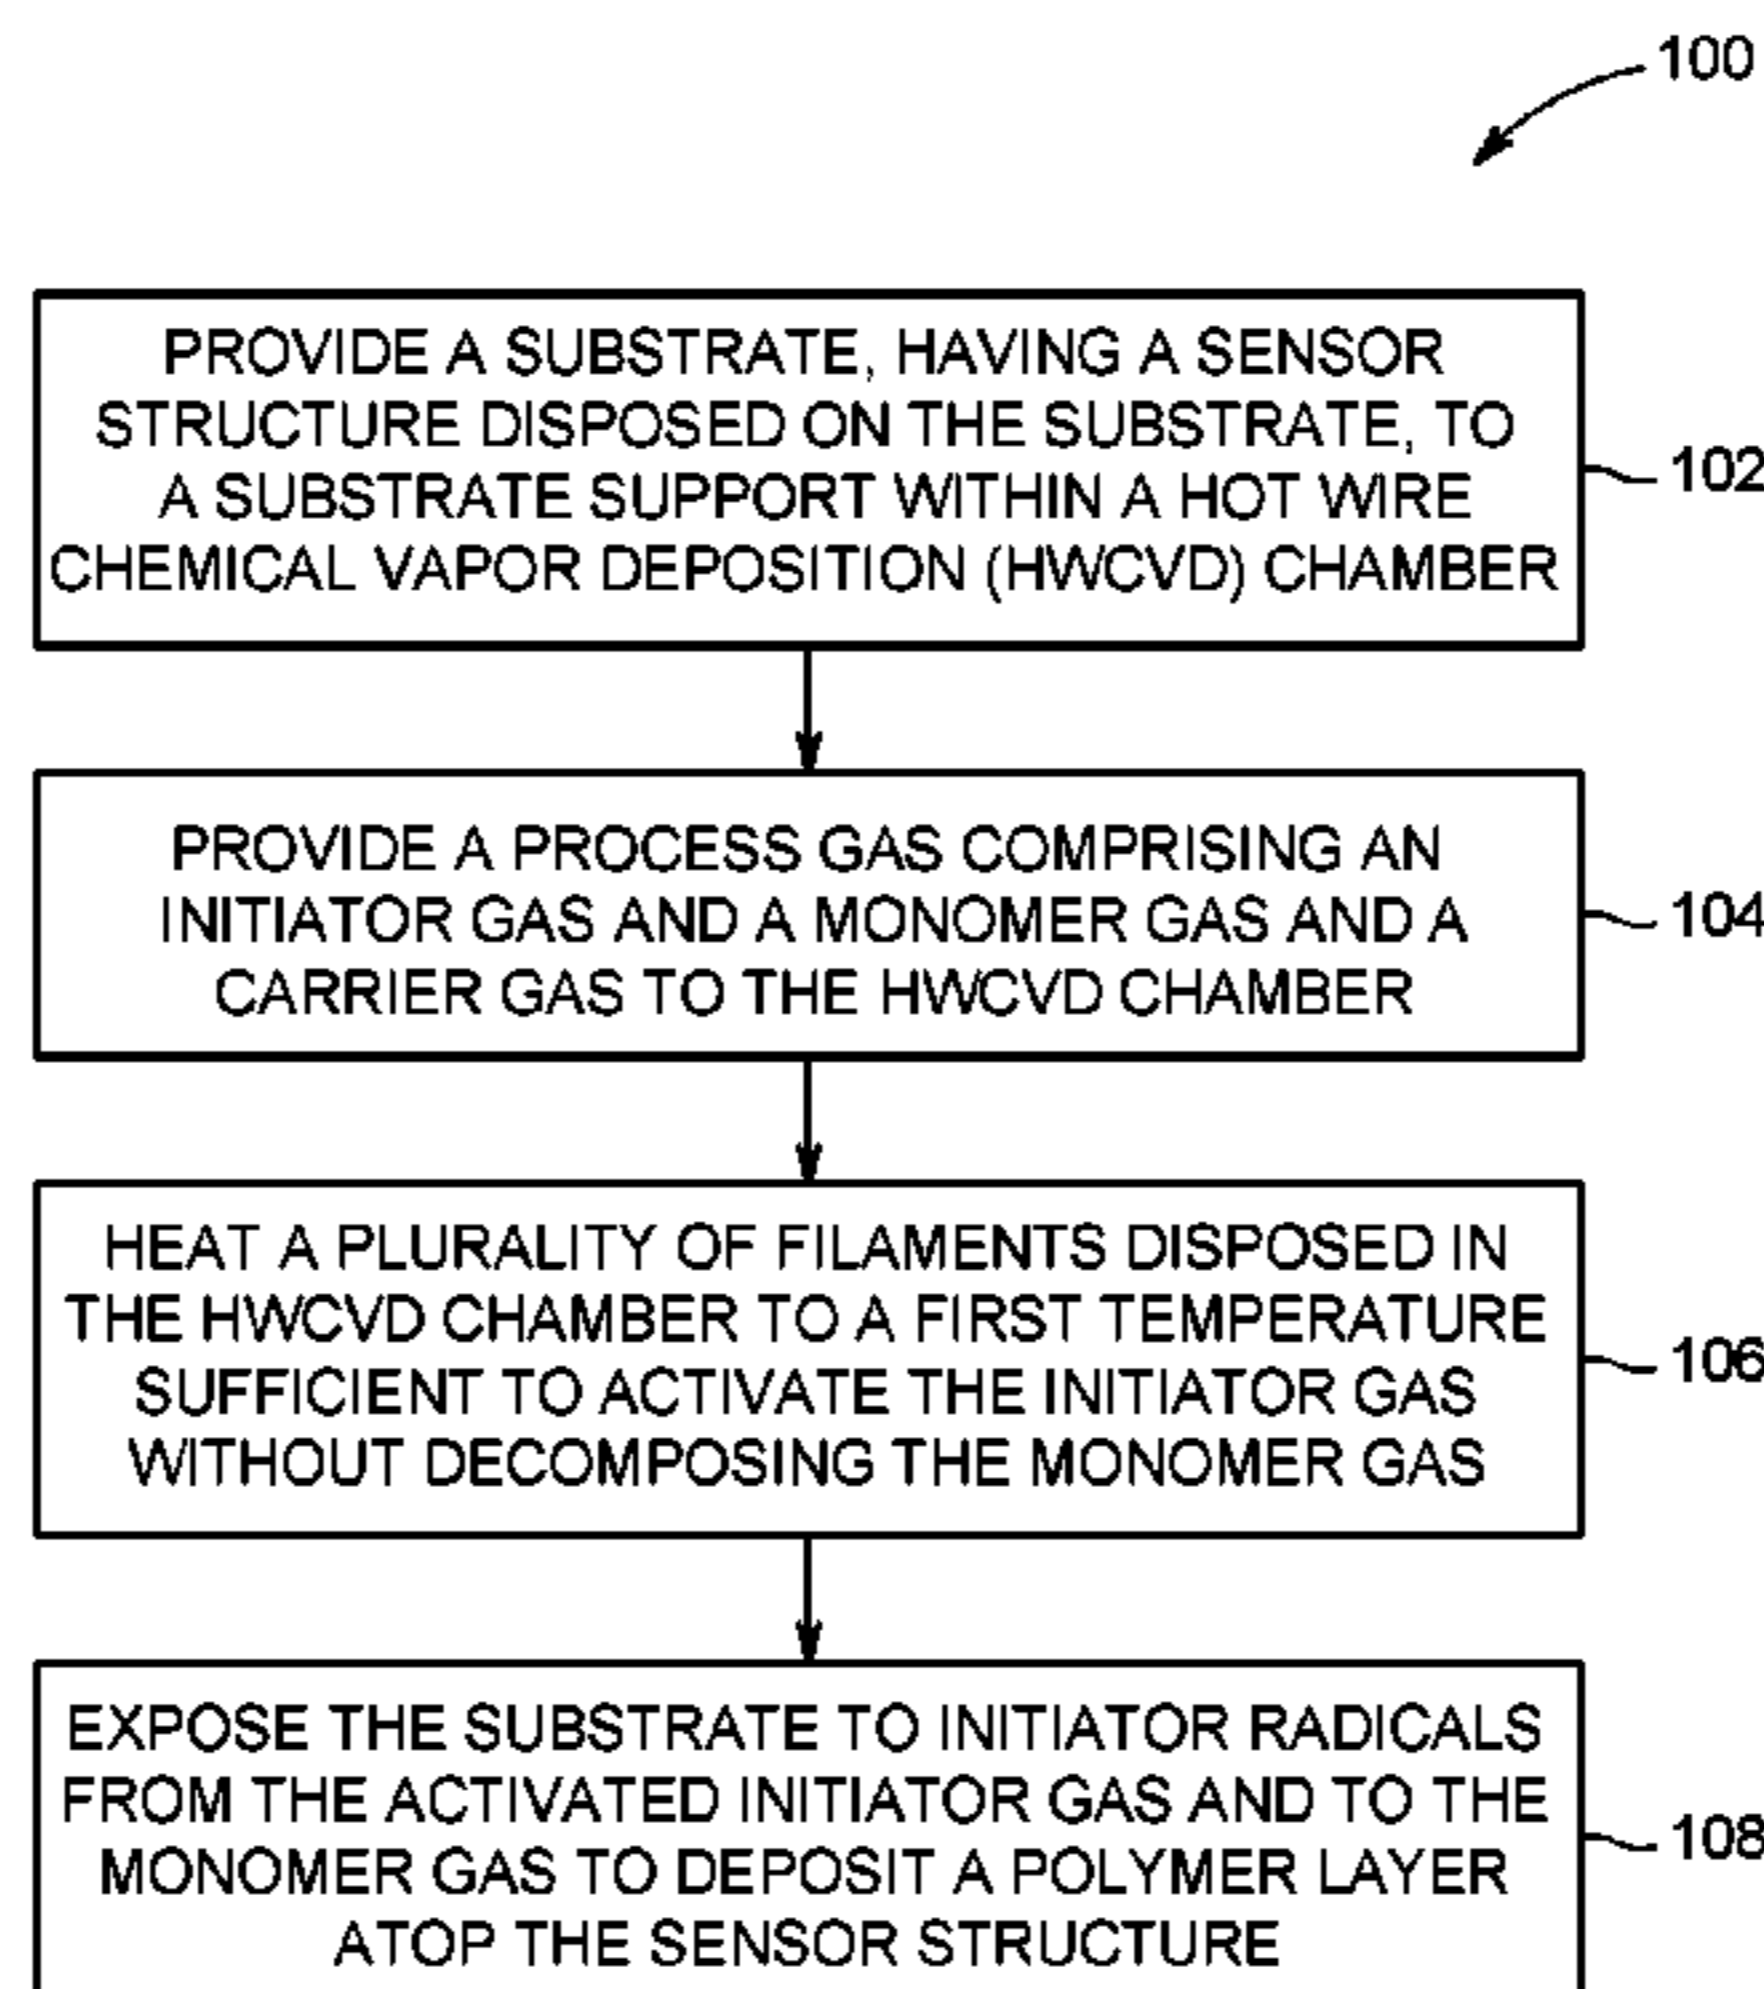 100
PROVIDE A SUBSTRATE, HAVING A SENSOR
STRUCTURE DISPOSED ON THE SUBSTRATE, TO
A SUBSTRATE SUPPORT WITHIN A HOT WIRE
CHEMICAL VAPOR DEPOSITION (HWCVD) CHAMBER
102
PROVIDE A PROCESS GAS COMPRISING AN
INITIATOR GAS AND A MONOMER GAS AND A
CARRIER GAS TO THE HWCVD CHAMBER
104
HEAT A PLURALITY OF FILAMENTS DISPOSED IN
THE HWCVD CHAMBER TO A FIRST TEMPERATURE
SUFFICIENT TO ACTIVATE THE INITIATOR GAS
WITHOUT DECOMPOSING THE MONOMER GAS
106
EXPOSE THE SUBSTRATE TO INITIATOR RADICALS
FROM THE ACTIVATED INITIATOR GAS AND TO THE
MONOMER GAS TO DEPOSIT A POLYMER LAYER
ATOP THE SENSOR STRUCTURE
108